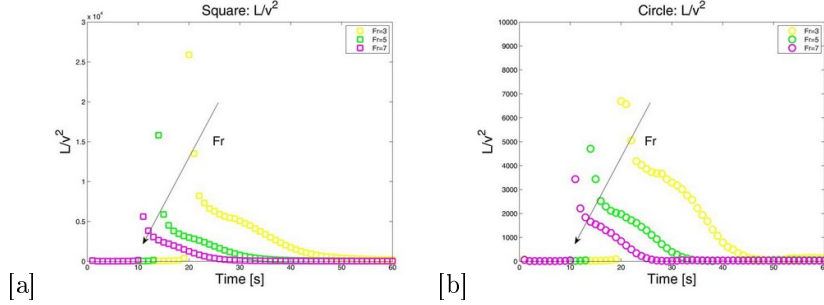 Square: L/v²
3 x 10⁴
2.5
2
1.5
1
0.5
0
L/v²
Fr=3
Fr=5
Fr=7
Fr
0 10 20 30 40 50 60
Time [s]
[a]
Circle: L/v²
10000
9000
8000
7000
6000
5000
4000
3000
2000
1000
0
L/v²
Fr=3
Fr=5
Fr=7
Fr
0 10 20 30 40 50 60
Time [s]
[b]